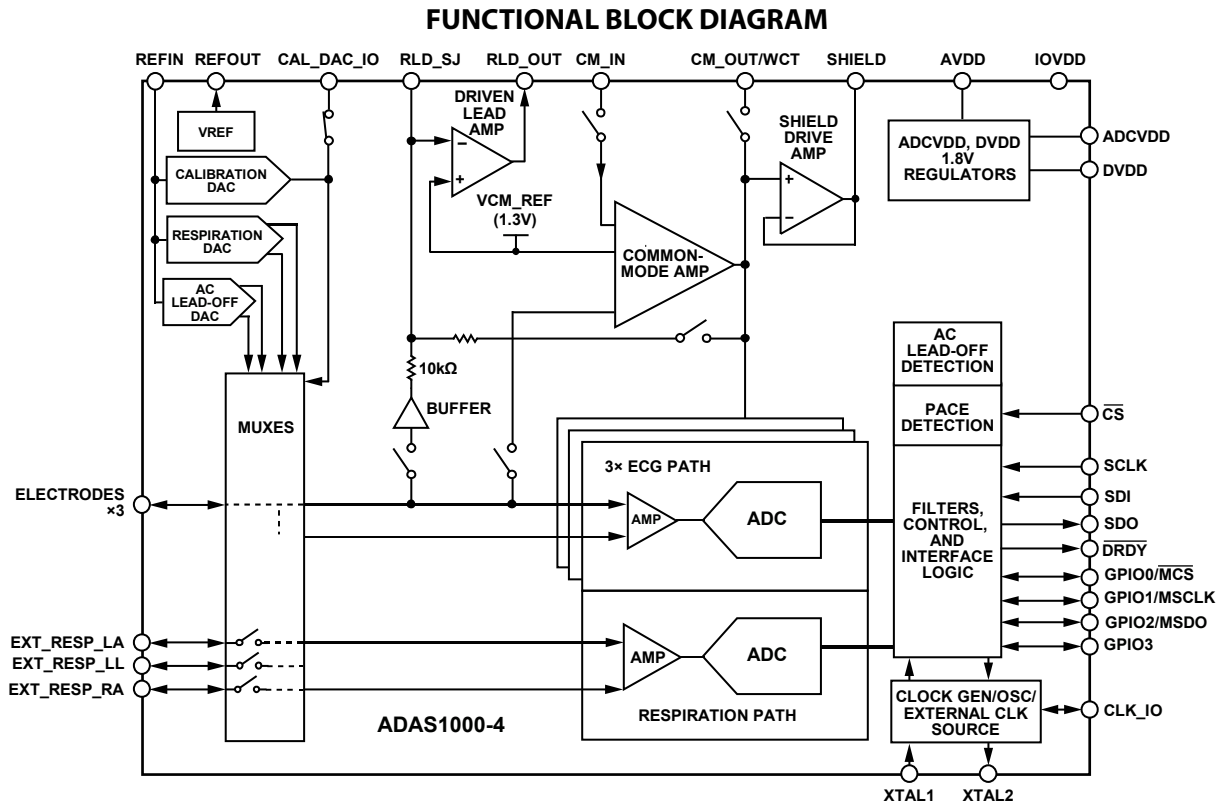 FUNCTIONAL BLOCK DIAGRAM
REFIN
REFOUT
CAL_DAC_IO
RLD_SJ
RLD_OUT
CM_IN
CM_OUT/WCT
SHIELD
AVDD
IOVDD
VREF
DRIVEN
LEAD
AMP
SHIELD
DRIVE
AMP
ADCVDD, DVDD
1.8V
REGULATORS
ADCVDD
DVDD
CALIBRATION
DAC
–
+
+
–
VCM_REF
(1.3V)
RESPIRATION
DAC
COMMON-
MODE AMP
AC
LEAD-OFF
DAC
AC
LEAD-OFF
DETECTION
10kΩ
BUFFER
MUXES
PACE
DETECTION
CS
3× ECG PATH
SCLK
ELECTRODES
×3
AMP
ADC
FILTERS,
CONTROL,
AND
INTERFACE
LOGIC
SDI
SDO
DRDY
GPIO0/MCS
GPIO1/MSCLK
GPIO2/MSDO
GPIO3
EXT_RESP_LA
EXT_RESP_LL
EXT_RESP_RA
AMP
ADC
RESPIRATION PATH
ADAS1000-4
CLOCK GEN/OSC/
EXTERNAL CLK
SOURCE
CLK_IO
XTAL1
XTAL2